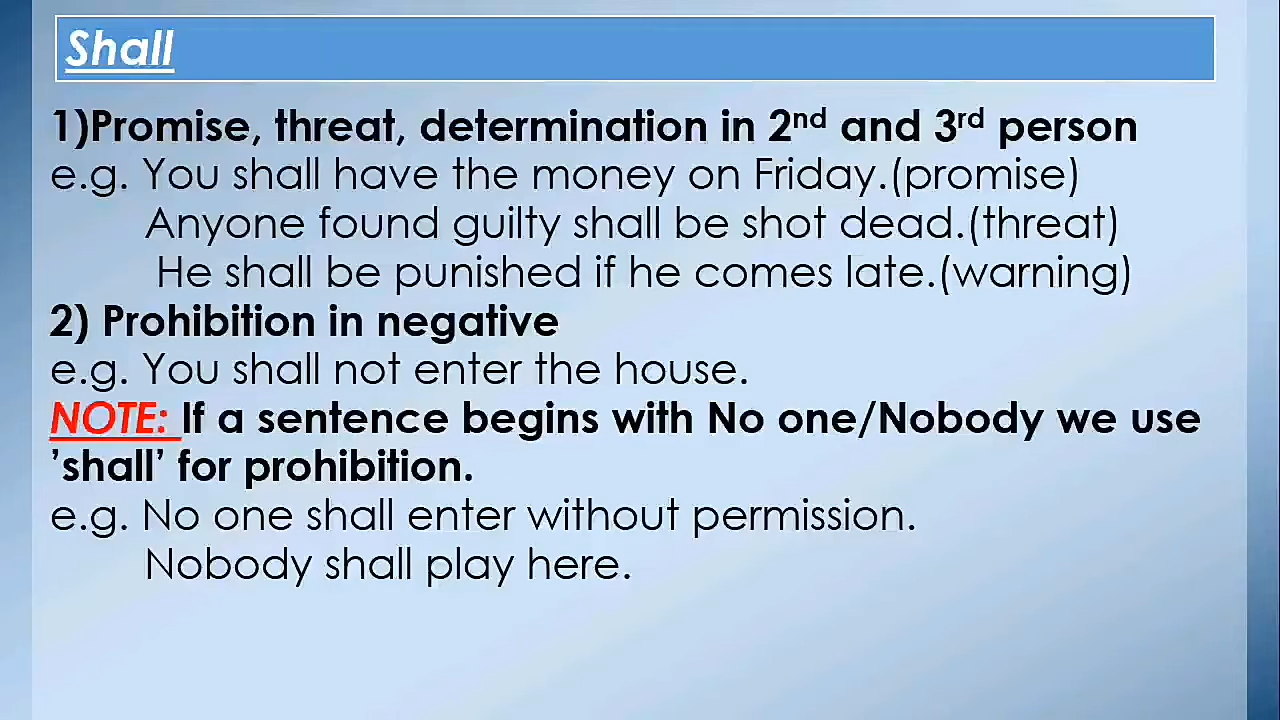 Shall
1)Promise, threat, determination in 2nd and 3rd person
e.g. You shall have the money on Friday.(promise)
Anyone found guilty shall be shot dead.(threat)
He shall be punished if he comes late.(warning)
2) Prohibition in negative
e.g. You shall not enter the house.
NOTE: If a sentence begins with No one/Nobody we use
’shall’ for prohibition.
e.g. No one shall enter without permission.
Nobody shall play here.